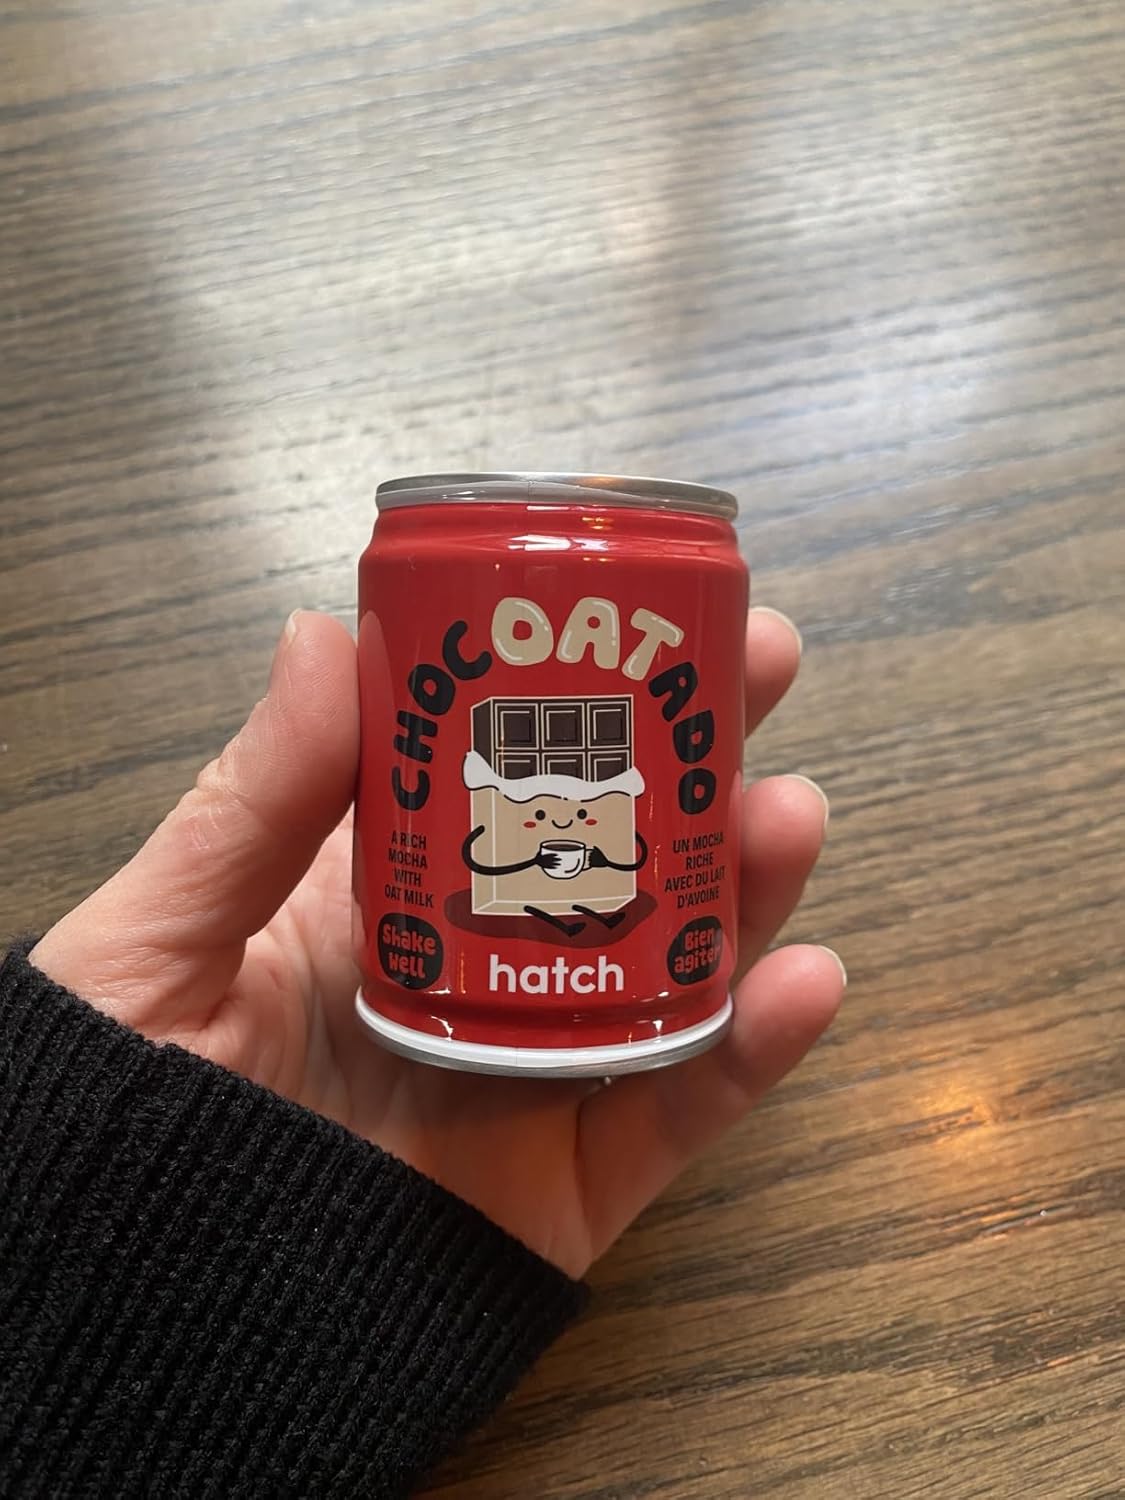 CHOCOATADO
A RICH
MOCHA
WITH
OAT MILK
UN MOCHA
RICHE
AVEC DU LAIT
D'AVOINE
Shake
Well
Bien
agiter
hatch